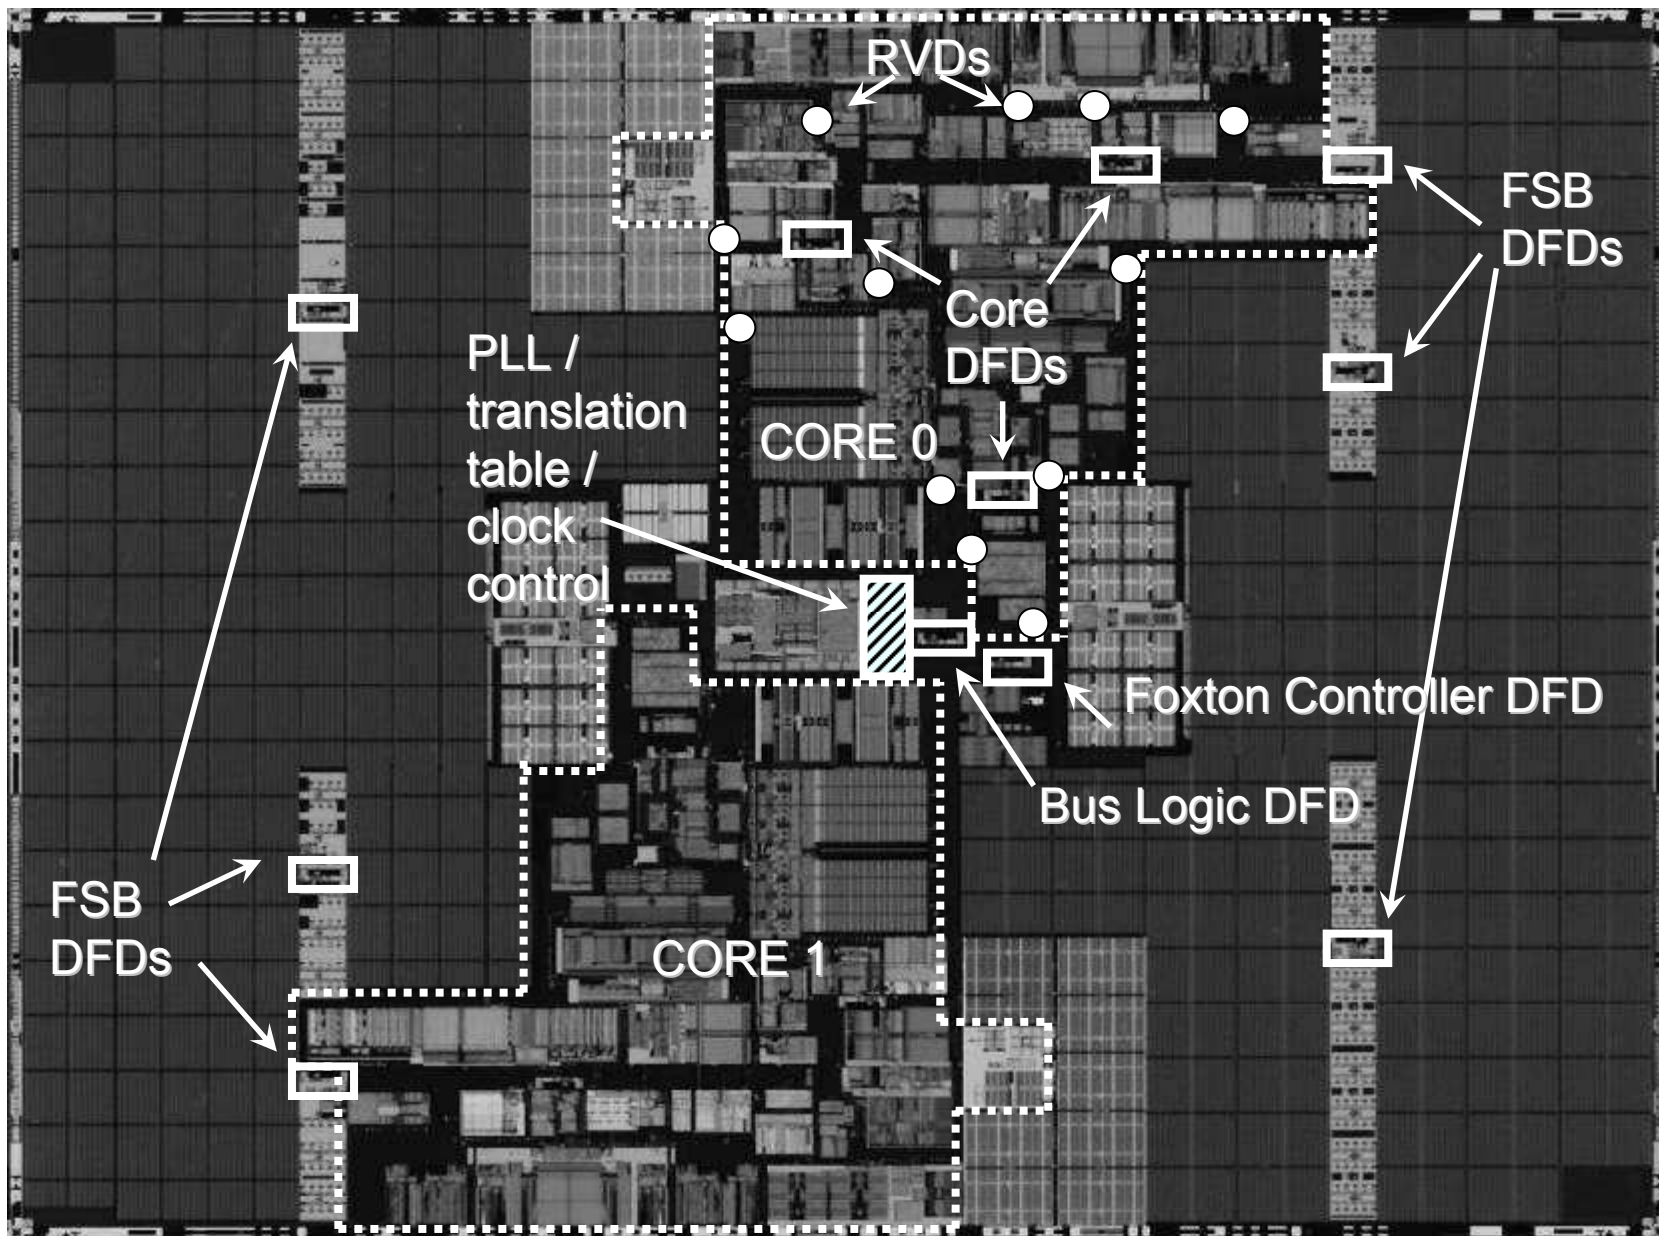 RVDs
FSB
DFDs
Core
DFDs
PLL /
translation
table /
clock
control
CORE 0
Foxton Controller DFD
Bus Logic DFD
FSB
DFDs
CORE 1